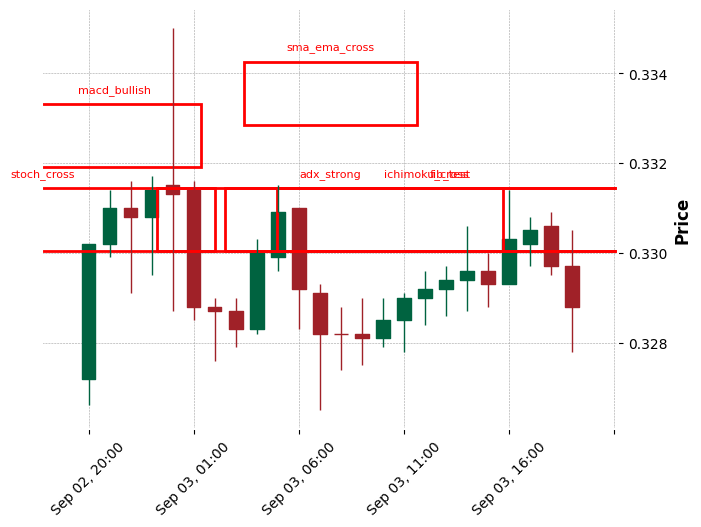 sma_ema_cross
0.334
macd_bullish
0.332
stoch_cross
adx_strong
ichimoku_cross
0.330
Price
0.328
Sep 02, 20:00
Sep 03, 01:00
Sep 03, 06:00
Sep 03, 11:00
Sep 03, 16:00